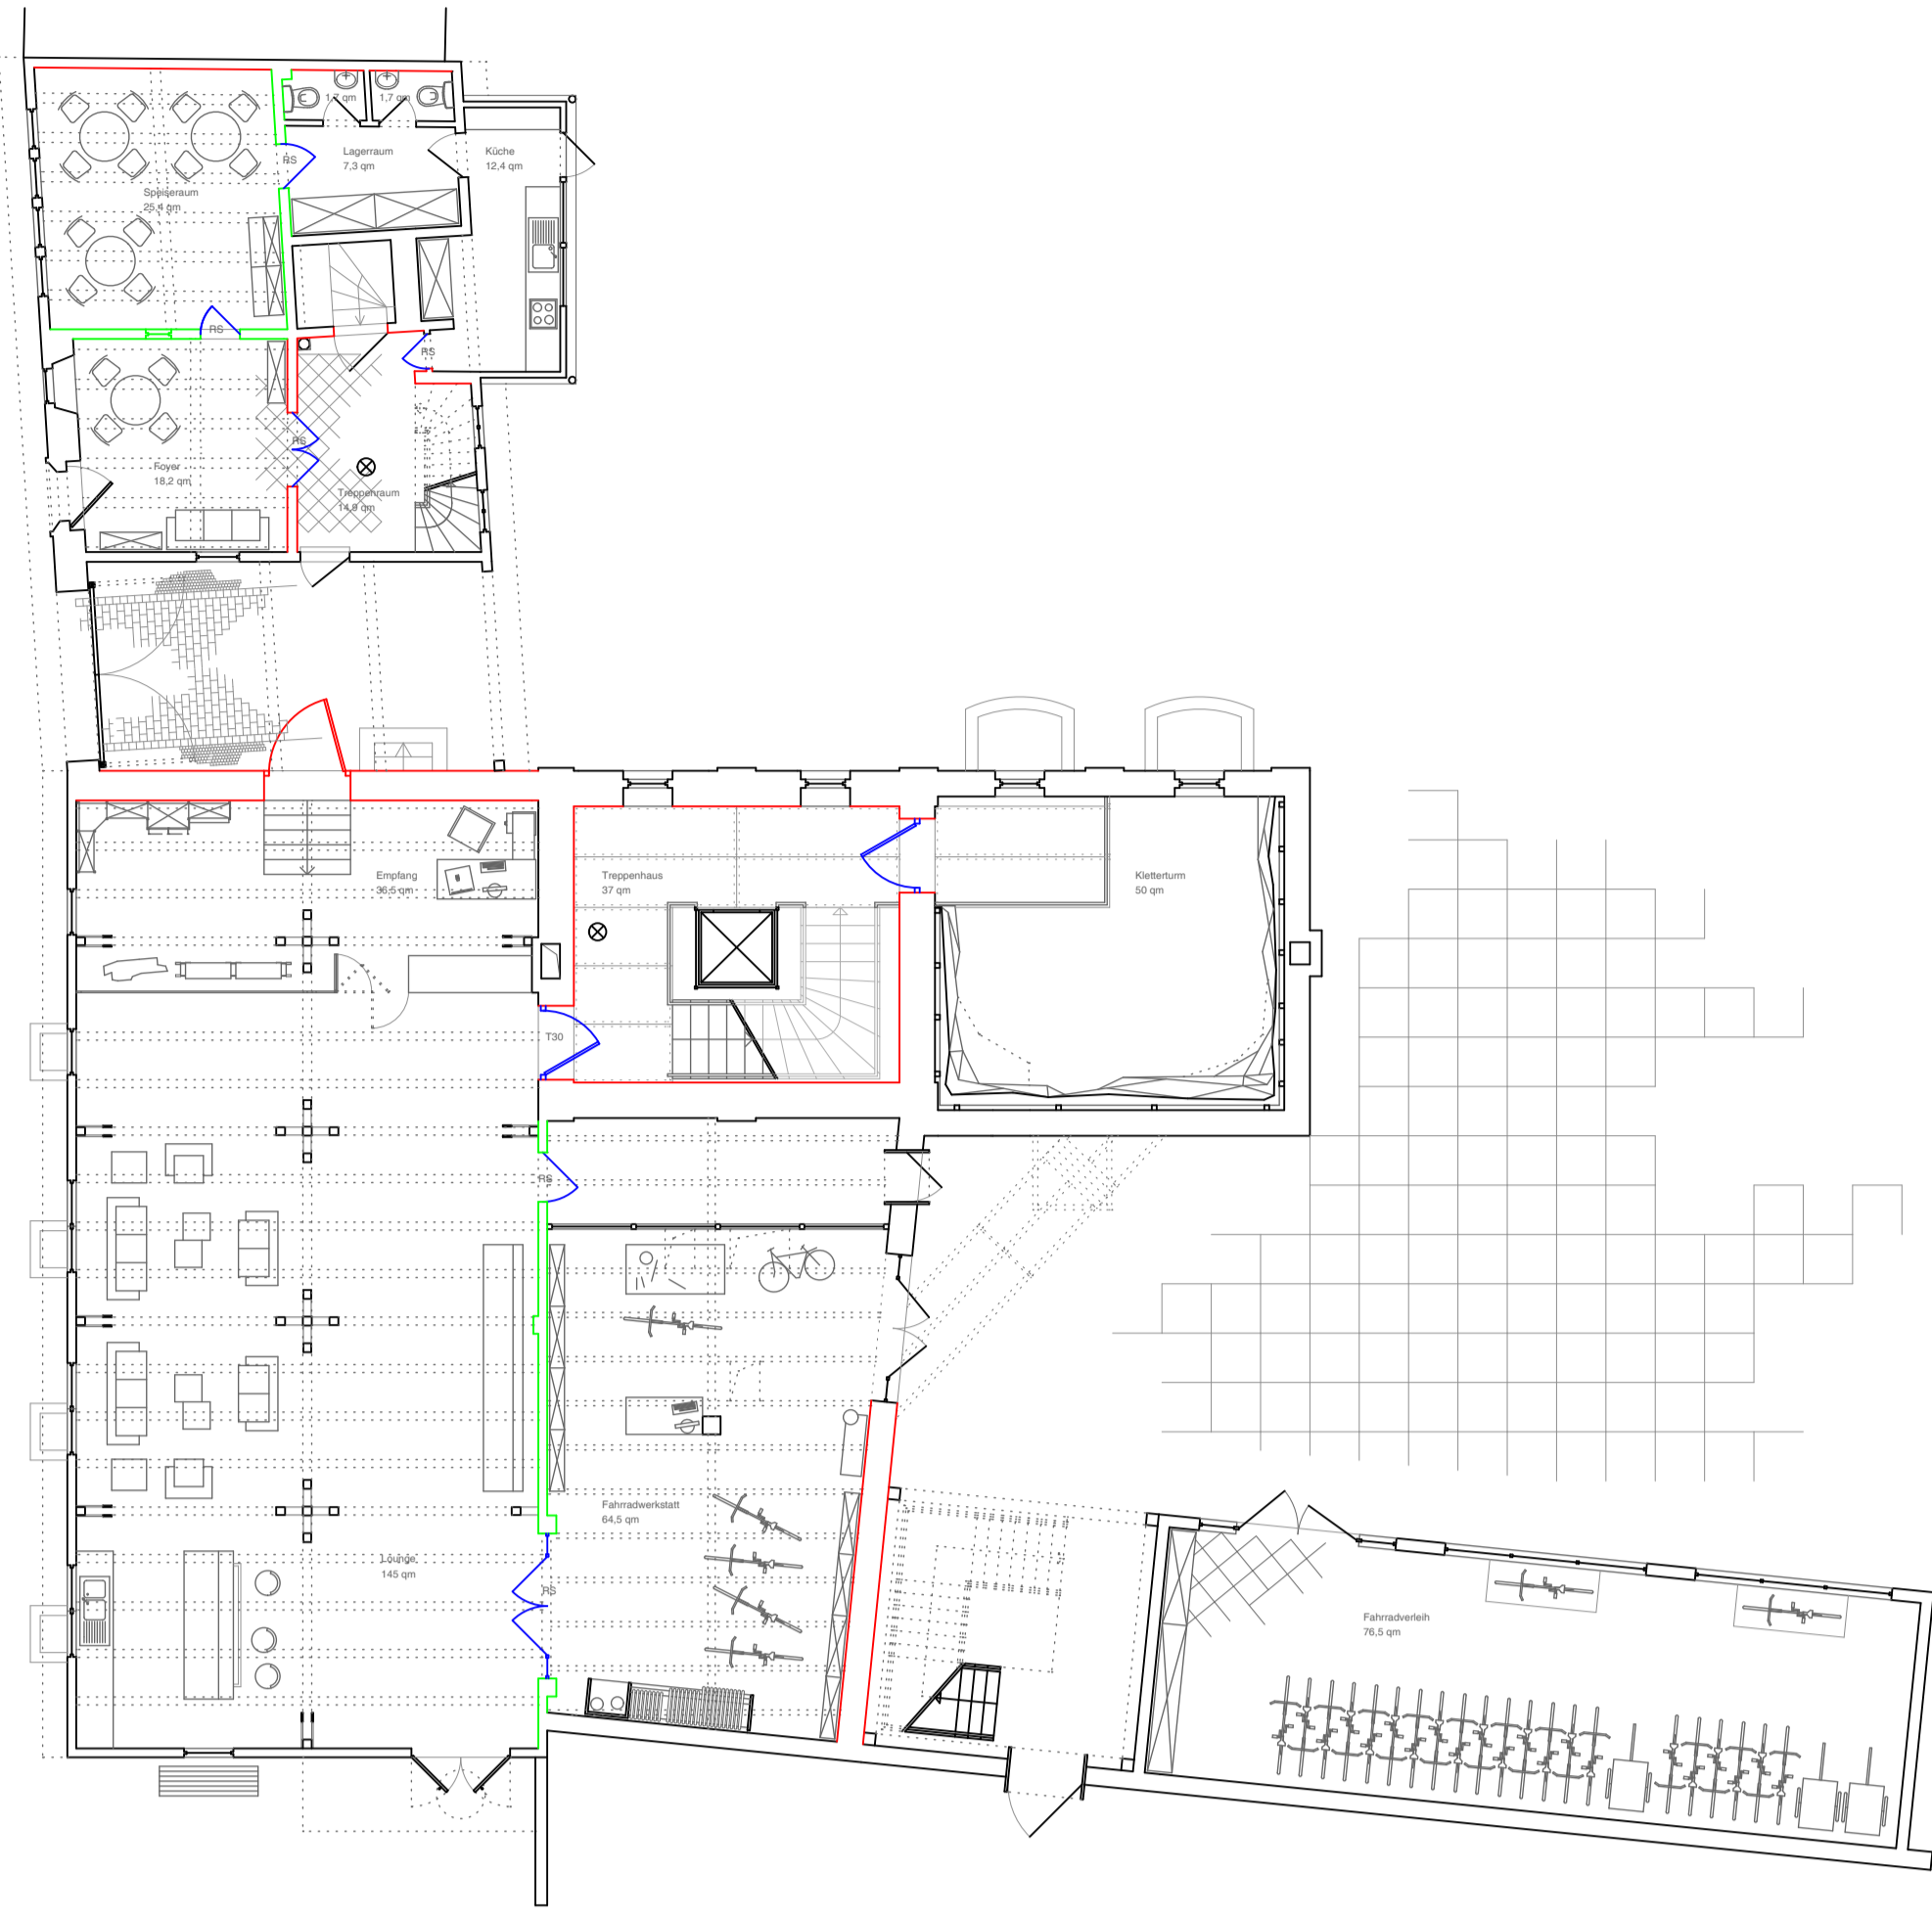 1,7 qm
1,7 qm
Lagerraum
7,3 qm
Küche
12,4 qm
RS
Speiseraum
25,4 qm
RS
RS
RS
Foyer
18,2 qm
Treppenraum
14,9 qm
Empfang
36,5 qm
Treppenhaus
37 qm
Kletterturm
50 qm
T30
RS
Fahrradwerkstatt
64,5 qm
Lounge
145 qm
RS
Fahrradverleih
76,5 qm